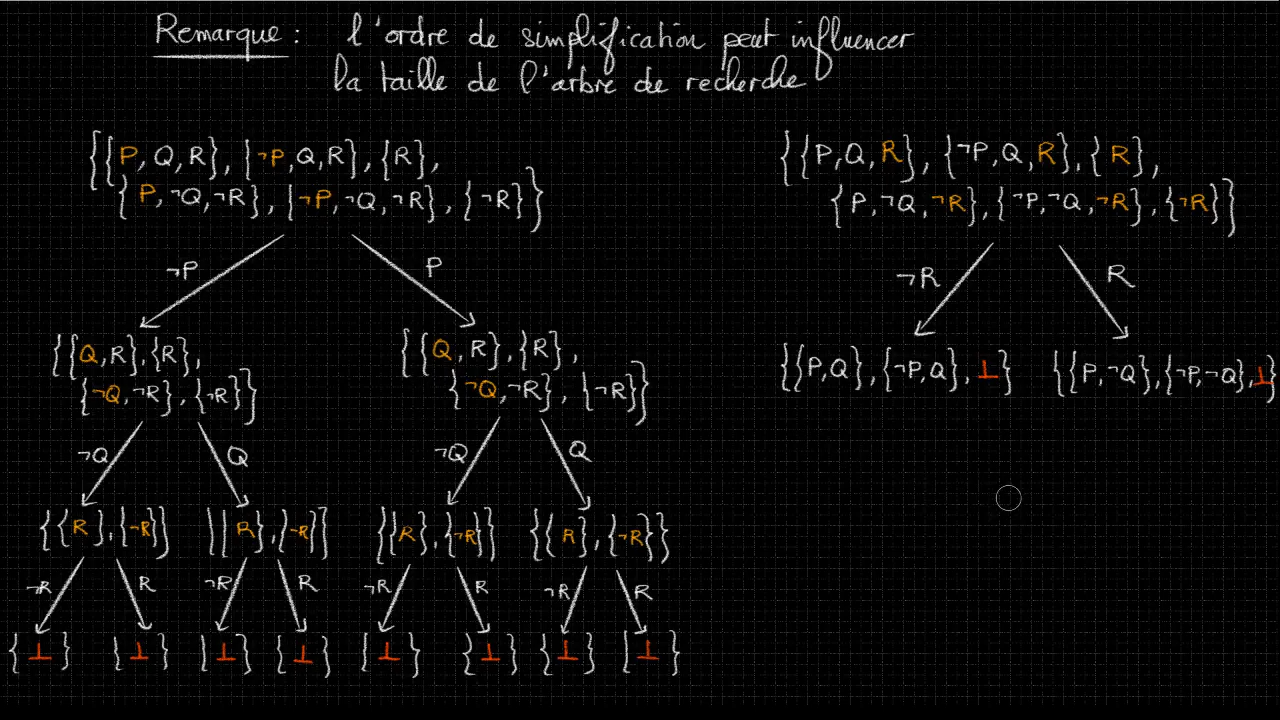 Remarque : l'ordre de simplification peut influencer
la taille de l'arbre de recherche
{{P, Q, R}, {¬P, Q, R}, {R},
{P, ¬Q, ¬R}, {¬P, ¬Q, ¬R}, {¬R}}
¬P P
{{Q, R}, {R},
{¬Q, ¬R}, {¬R}}
{{Q, R}, {R},
{¬Q, ¬R}, {¬R}}
¬Q Q ¬Q Q
{{R}, {¬R}} {{R}, {¬R}} {{R}, {¬R}} {{R}, {¬R}}
¬R R ¬R R ¬R R ¬R R
{⊥} {⊥} {⊥} {⊥} {⊥} {⊥} {⊥} {⊥}
{{P, Q, R}, {¬P, Q, R}, {R},
{P, ¬Q, ¬R}, {¬P, ¬Q, ¬R}, {¬R}}
¬R R
{{P, Q}, {¬P, Q}, ⊥} {{P, ¬Q}, {¬P, ¬Q}, ⊥}